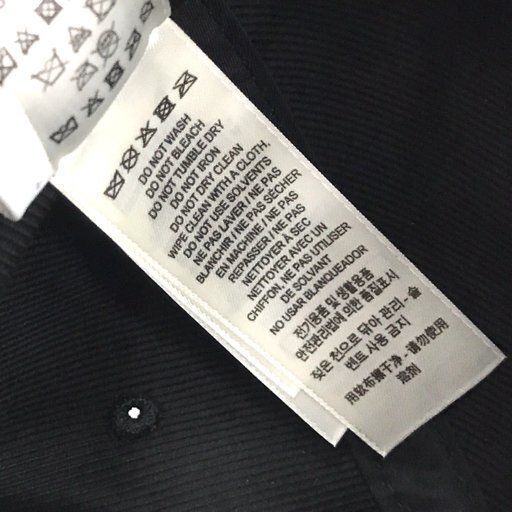 DO NOT WASH
DO NOT BLEACH
DO NOT TUMBLE DRY
DO NOT IRON
DO NOT DRY CLEAN
WIPE CLEAN WITH A CLOTH.
DO NOT USE SOLVENTS
NE PAS LAVER / NE PAS
BLANCHIR / NE PAS SÉCHER
EN MACHINE / NE PAS
REPASSER / NE PAS
NETTOYER À SEC
NETTOYER AVEC UN
CHIFFON. NE PAS UTILISER
DE SOLVANT
NO USAR BLANQUEADOR
전기용품 및 생활용품
안전관리법에 의한 품질표시
젖은 천으로 닦아 관리 - 솔
벤트 사용 금지
用软布擦干净 - 请勿使用
溶剂